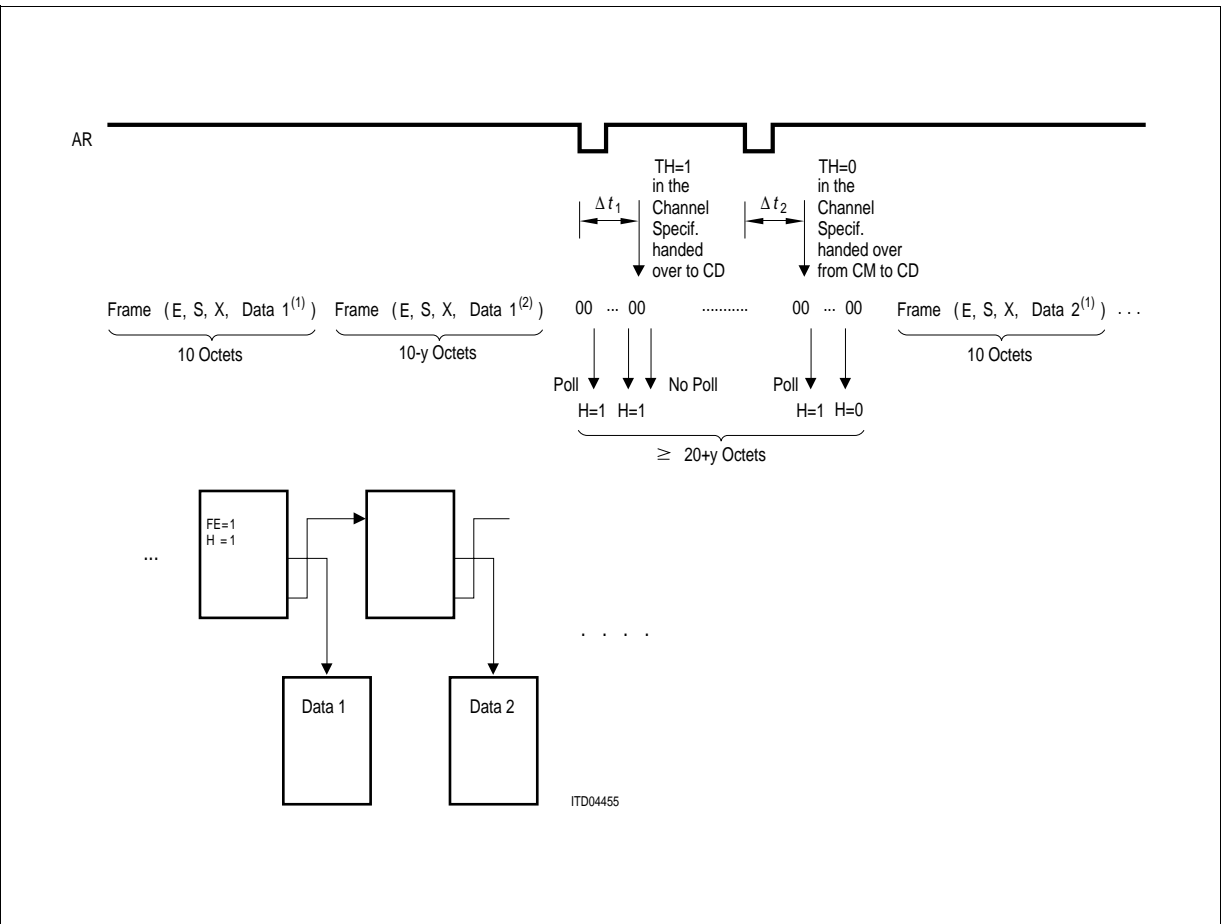 AR
TH=1
in the
Channel
Specif.
handed
over to CD
TH=0
in the
Channel
Specif.
handed over
from CM to CD
Δt1
Δt2
Frame (E, S, X, Data 1(1)) Frame (E, S, X, Data 1(2)) 00 ... 00 ........... 00 ... 00 Frame (E, S, X, Data 2(1)) ...
10 Octets
10-y Octets
10 Octets
Poll
No Poll
Poll
H=1 H=1 H=1 H=0
≥ 20+y Octets
FE=1
H =1
...
. . . .
Data 1
Data 2
ITD04455